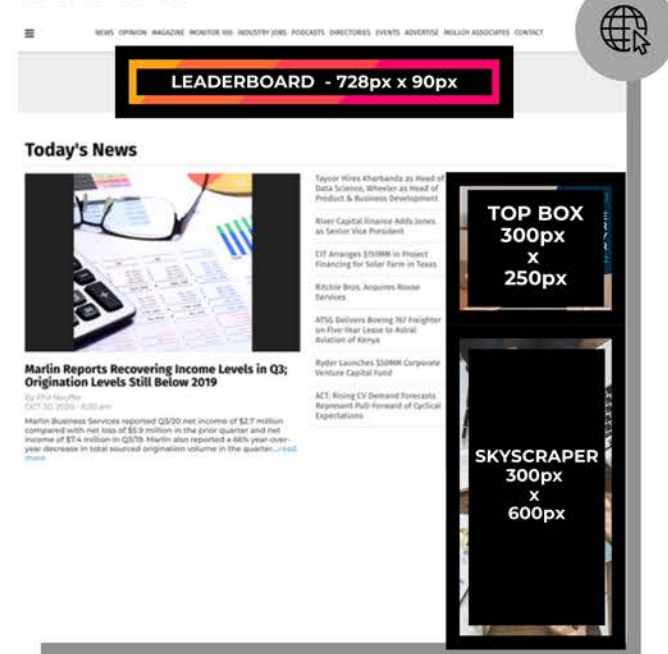 NEWS OPINION MAGAZINE MONITOR 100 INDUSTRY JOBS PODCASTS DIRECTORIES EVENTS ADVERTISE MOLLOY ASSOCIATES CONTACT
LEADERBOARD - 728px x 90px
Today's News
Taycor Hires Kharbanda as Head of
Data Science, Wheeler as Head of
Product & Business Development
River Capital Finance Adds Jones,
as Senior Vice President
CIT Arranges $151MM in Project
Financing for Solar Farm in Texas
Ritchie Bros. Acquires Rouse
Services
ATSG Delivers Boeing 767 Freighter
on Five-Year Lease to Astral
Aviation of Kenya
Ryder Launches $50MM Corporate
Venture Capital Fund
ACT: Rising CV Demand Forecasts
Represent Pull-Forward of Cyclical
Expectations
TOP BOX
300px
x
250px
Marlin Reports Recovering Income Levels in Q3;
Origination Levels Still Below 2019
By Phil Neuffer
OCT 30, 2020 - 8:30 am
Marlin Business Services reported Q3/20 net income of $2.7 million
compared with net loss of $5.9 million in the prior quarter and net
income of $7.4 million in Q3/19. Marlin also reported a 66% year-over-
year decrease in total sourced origination volume in the quarter...read
more
SKYSCRAPER
300px
x
600px